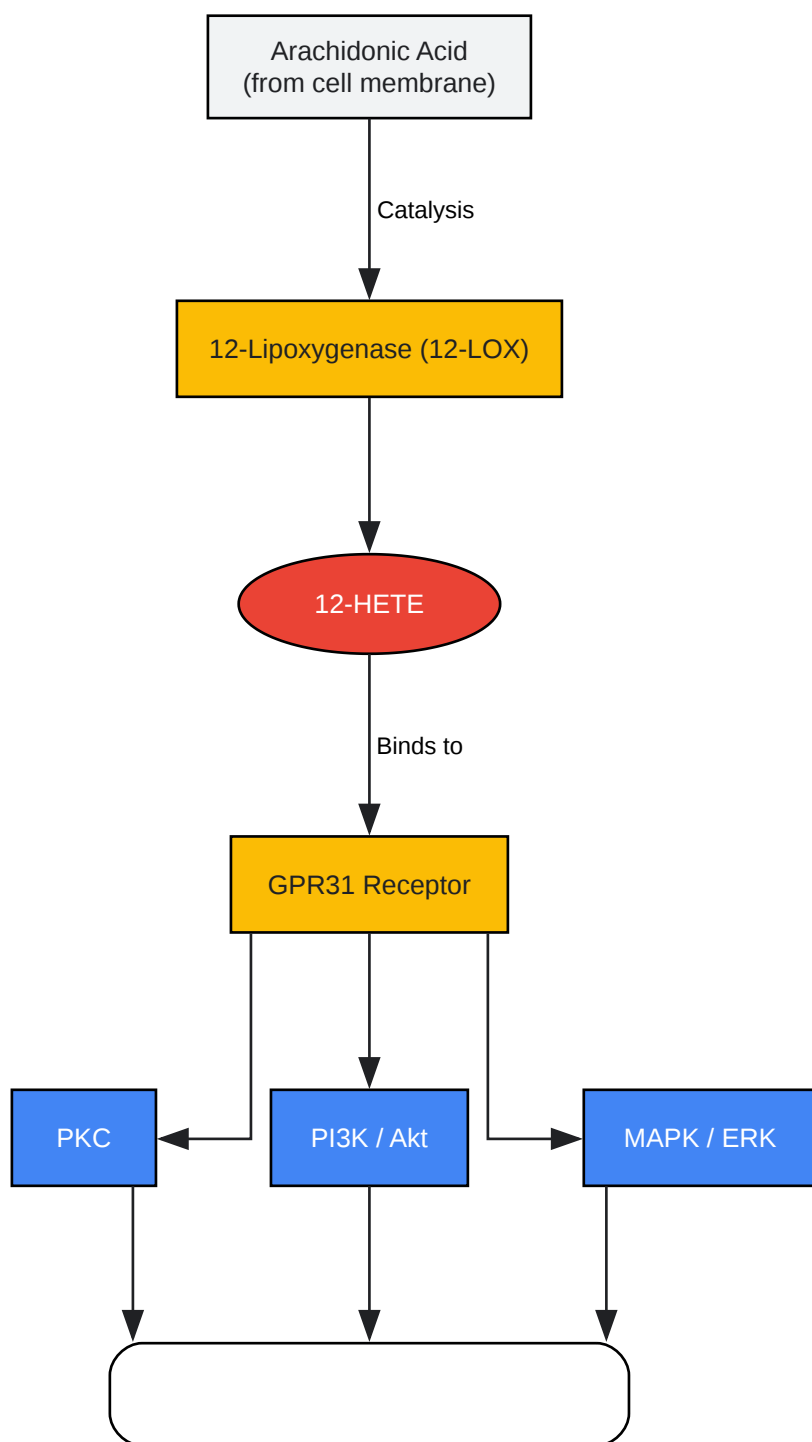 Arachidonic Acid
(from cell membrane)
Catalysis
12-Lipoxygenase (12-LOX)
12-HETE
Binds to
GPR31 Receptor
PKC
PI3K / Akt
MAPK / ERK